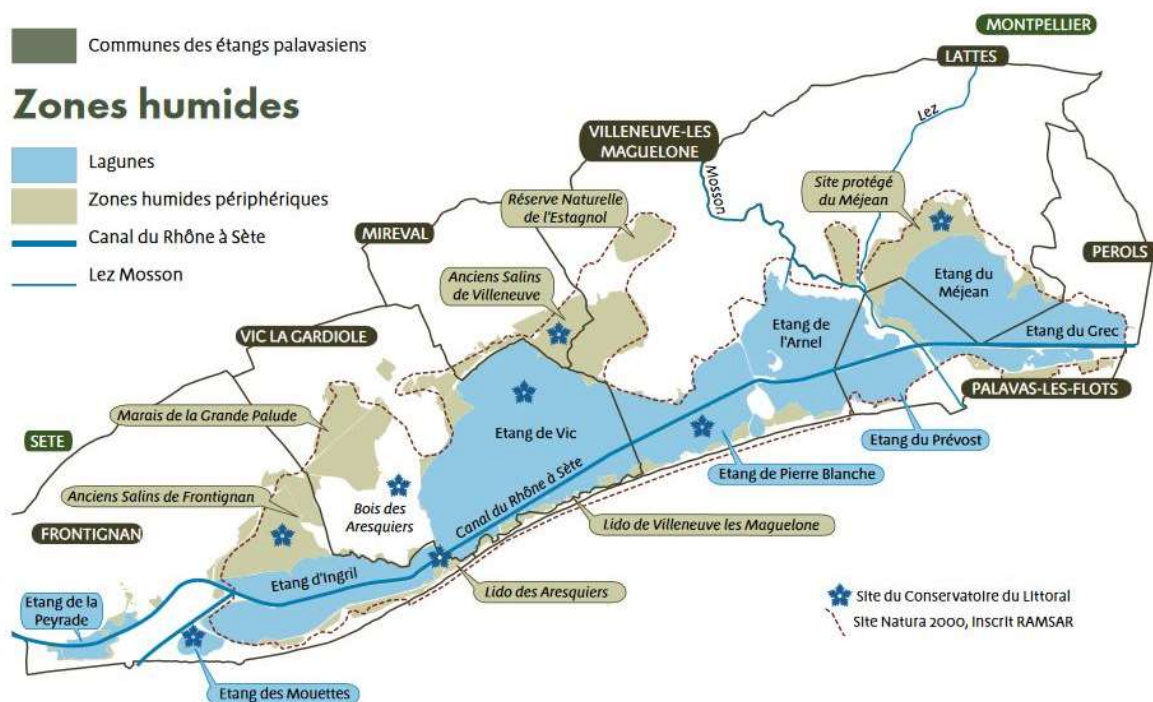 Communes des étangs palavasiens
Zones humides
Lagunes
Zones humides périphériques
Canal du Rhône à Sète
Lez Mosson
MONTPELLIER
LATTES
Lez
VILLENEUVE-LES
MAGUELONE
Mosson
Site protégé
du Méjean
Réserve Naturelle
de l'Estagnol
MIREVAL
PEROLS
Etang du
Méjean
Anciens Salins
de Villeneuve
Etang de
l'Arnel
Etang du Grec
VIC LA GARDIOLE
PALAVAS-LES-FLOTS
Marais de la Grande Palude
Etang de Vic
SETE
Etang du Prévost
Etang de Pierre Blanche
Anciens Salins de Frontignan
Bois des
Aresquiers
Canal du Rhône à Sète
Lido de Villeneuve les Maguelone
FRONTIGNAN
Etang d'Ingril
Lido des Aresquiers
Etang de la
Peyrade
Site du Conservatoire du Littoral
Site Natura 2000, Inscrit RAMSAR
Etang des Mouettes